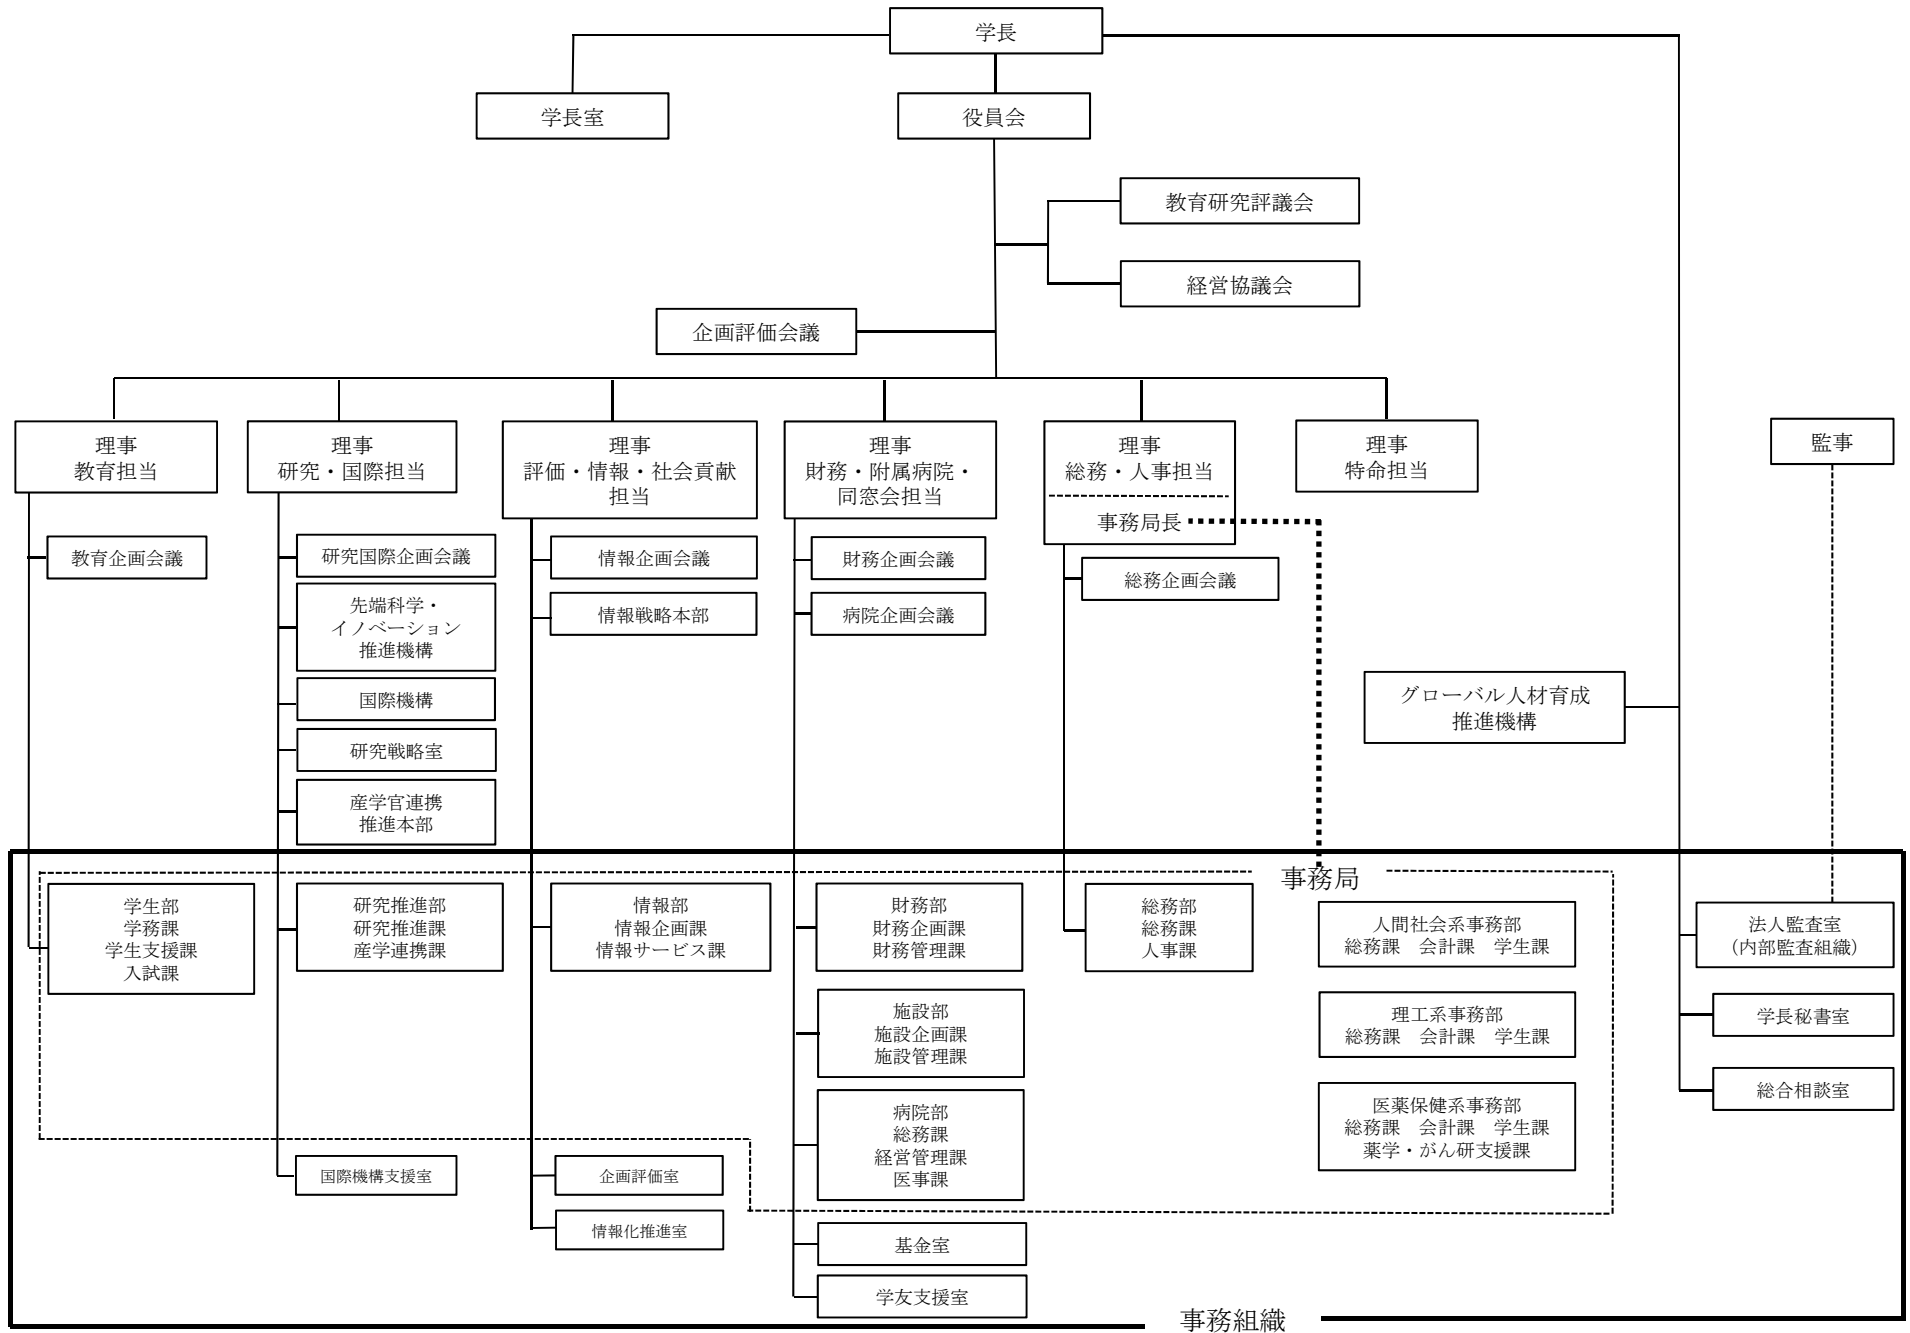 学長
学長室
役員会
教育研究評議会
経営協議会
企画評価会議
理事
教育担当
理事
研究・国際担当
理事
評価・情報・社会貢献
担当
理事
財務・附属病院・
同窓会担当
理事
総務・人事担当
事務局長
理事
特命担当
監事
教育企画会議
研究国際企画会議
先端科学・
イノベーション
推進機構
国際機構
研究戦略室
産学官連携
推進本部
情報企画会議
情報戦略本部
財務企画会議
病院企画会議
総務企画会議
グローバル人材育成
推進機構
事務局
学生部
学務課
学生支援課
入試課
研究推進部
研究推進課
産学連携課
情報部
情報企画課
情報サービス課
財務部
財務企画課
財務管理課
総務部
総務課
人事課
人間社会系事務部
総務課　会計課　学生課
法人監査室
（内部監査組織）
施設部
施設企画課
施設管理課
理工系事務部
総務課　会計課　学生課
学長秘書室
病院部
総務課
経営管理課
医事課
医薬保健系事務部
総務課　会計課　学生課
薬学・がん研支援課
総合相談室
国際機構支援室
企画評価室
情報化推進室
基金室
学友支援室
事務組織